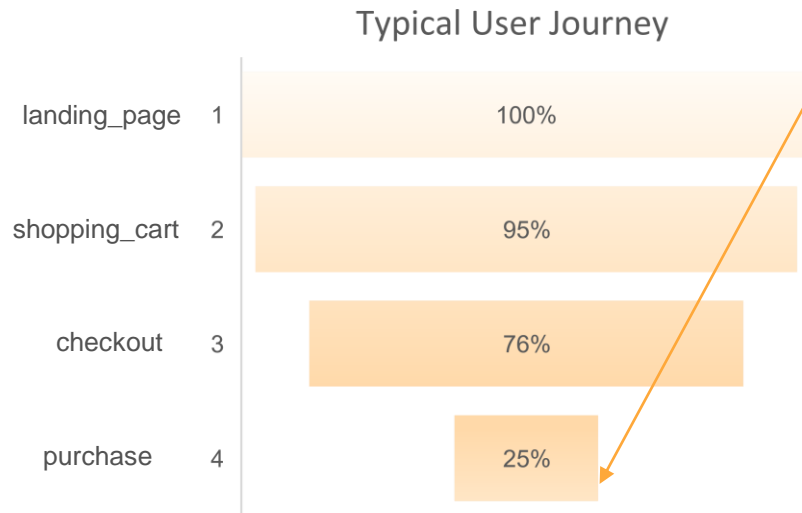 Typical User Journey
landing_page 1 100%
shopping_cart 2 95%
checkout 3 76%
purchase 4 25%